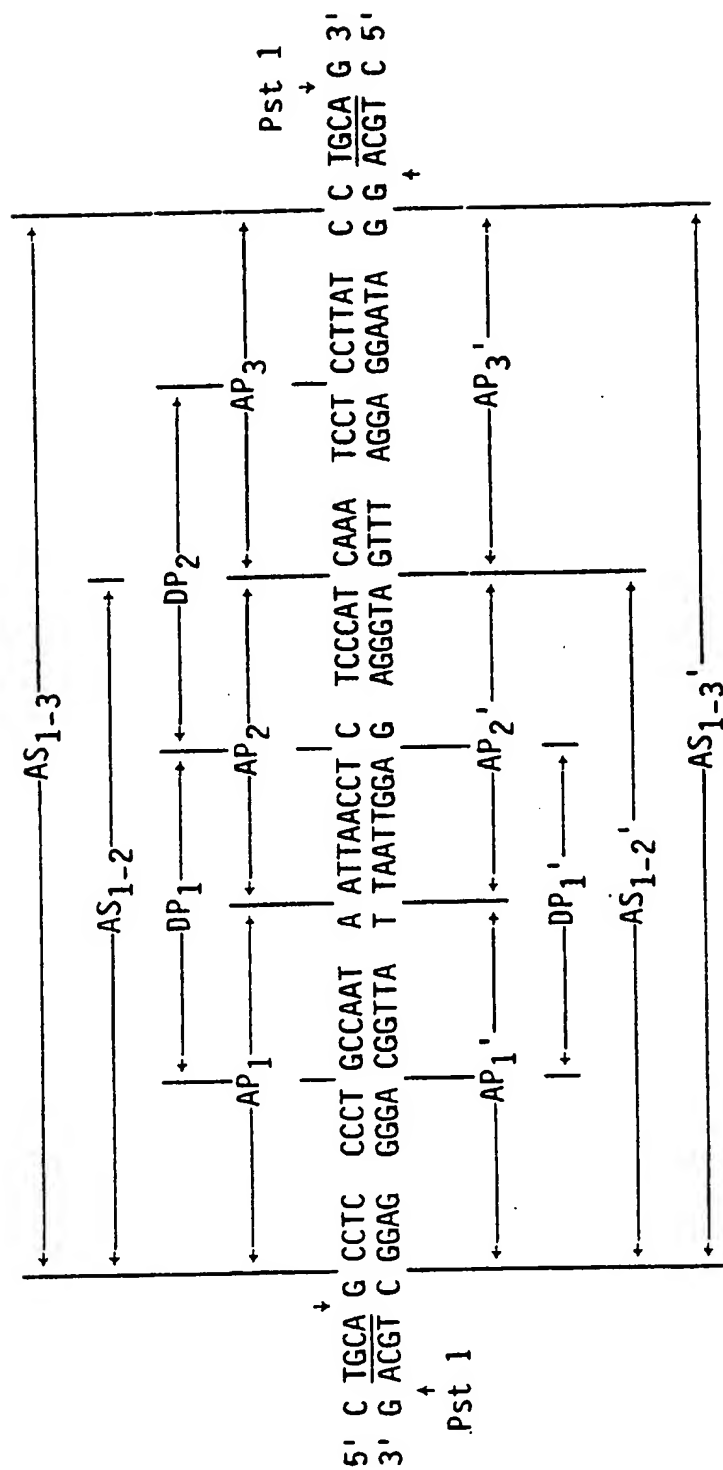 AS1-3
AS1-2
DP1 DP2
AP1 AP2 AP3
Pst 1
5' C TGCA G CCTC CCCT GCCAAT A ATTAACCT C TCCCAT CAAA TCCT CCTTAT C C TGCA G 3'
3' G ACGT C GGAG GGGA CGGTTA T TAATTGGA G AGGGTA GTTT AGGA GGAATA G G ACGT C 5'
Pst 1
AP1' AP2' AP3'
DP1'
AS1-2'
AS1-3'